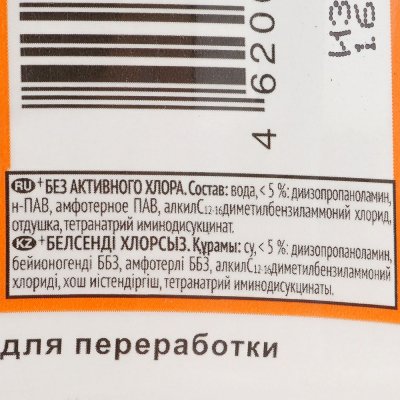 4 620
ИЗ
RU +БЕЗ АКТИВНОГО ХЛОРА. Состав: вода, < 5 %: диизопропаноламин,
н-ПАВ, амфотерное ПАВ, алкилC12-16диметилбензиламмоний хлорид,
отдушка, тетранатрий иминодисукцинат.
KZ +БЕЛСЕНДІ ХЛОРСЫЗ. Құрамы: су, < 5 %: диизопропаноламин,
бейионогенді ББЗ, амфотерлі ББЗ, алкилC12-16диметилбензиламмоний
хлориді, хош иістендіргіш, тетранатрий иминодисукцинаты.
для переработки